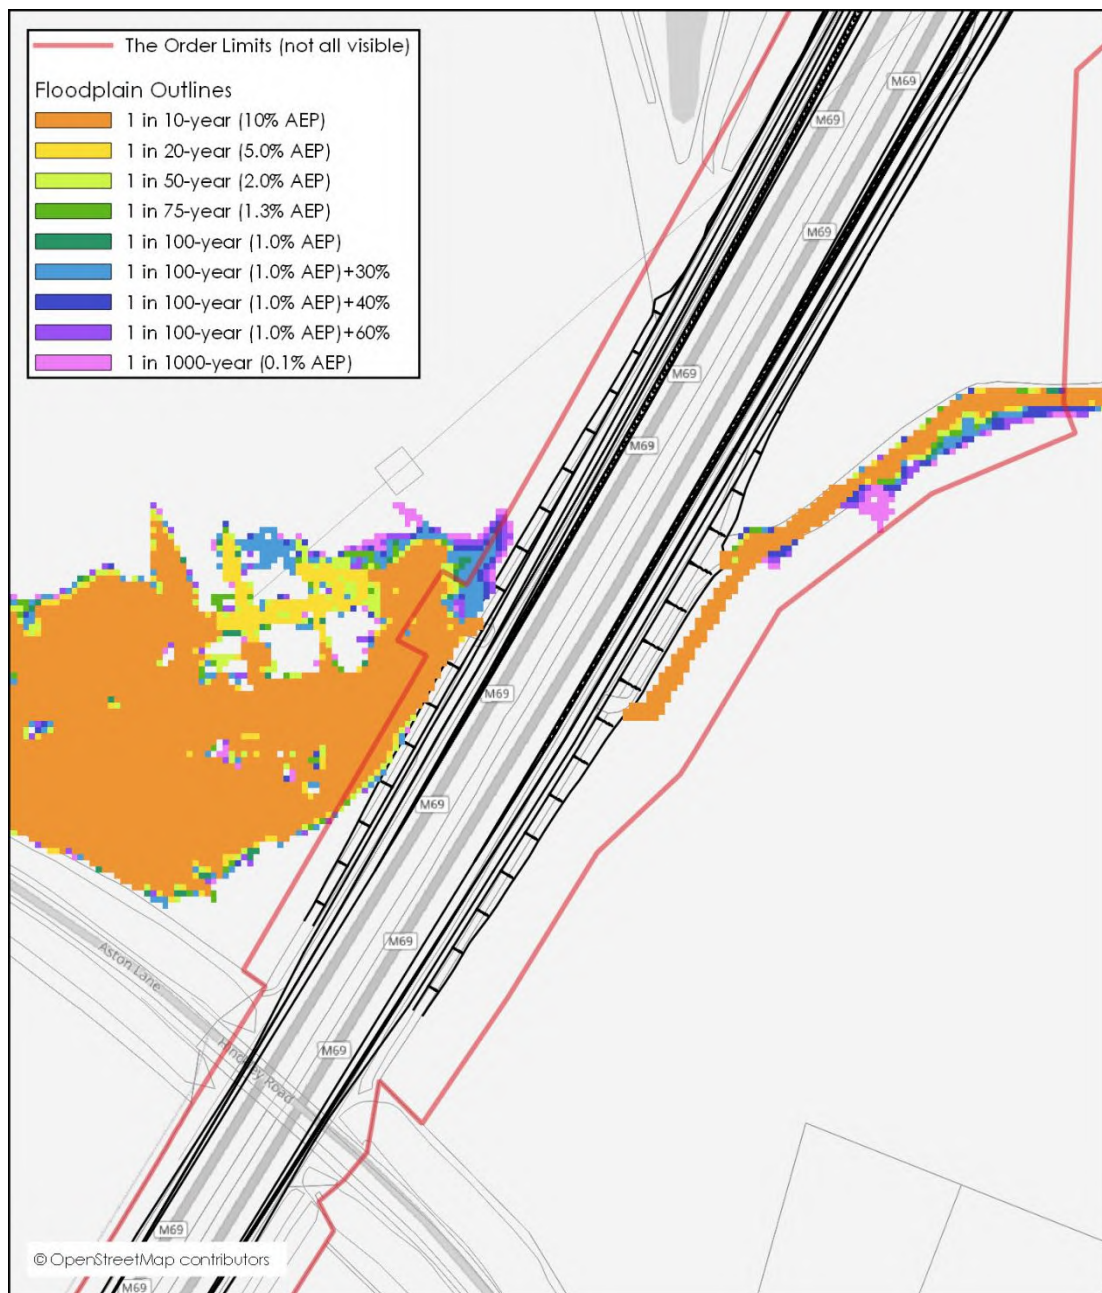 The Order Limits (not all visible)
Floodplain Outlines
1 in 10-year (10% AEP)
1 in 20-year (5.0% AEP)
1 in 50-year (2.0% AEP)
1 in 75-year (1.3% AEP)
1 in 100-year (1.0% AEP)
1 in 100-year (1.0% AEP)+30%
1 in 100-year (1.0% AEP)+40%
1 in 100-year (1.0% AEP)+60%
1 in 1000-year (0.1% AEP)
M69
M69
M69
M69
M69
M69
M69
M69
Aston Lane
M69
Hinckley Road
M69
M69
© OpenStreetMap contributors